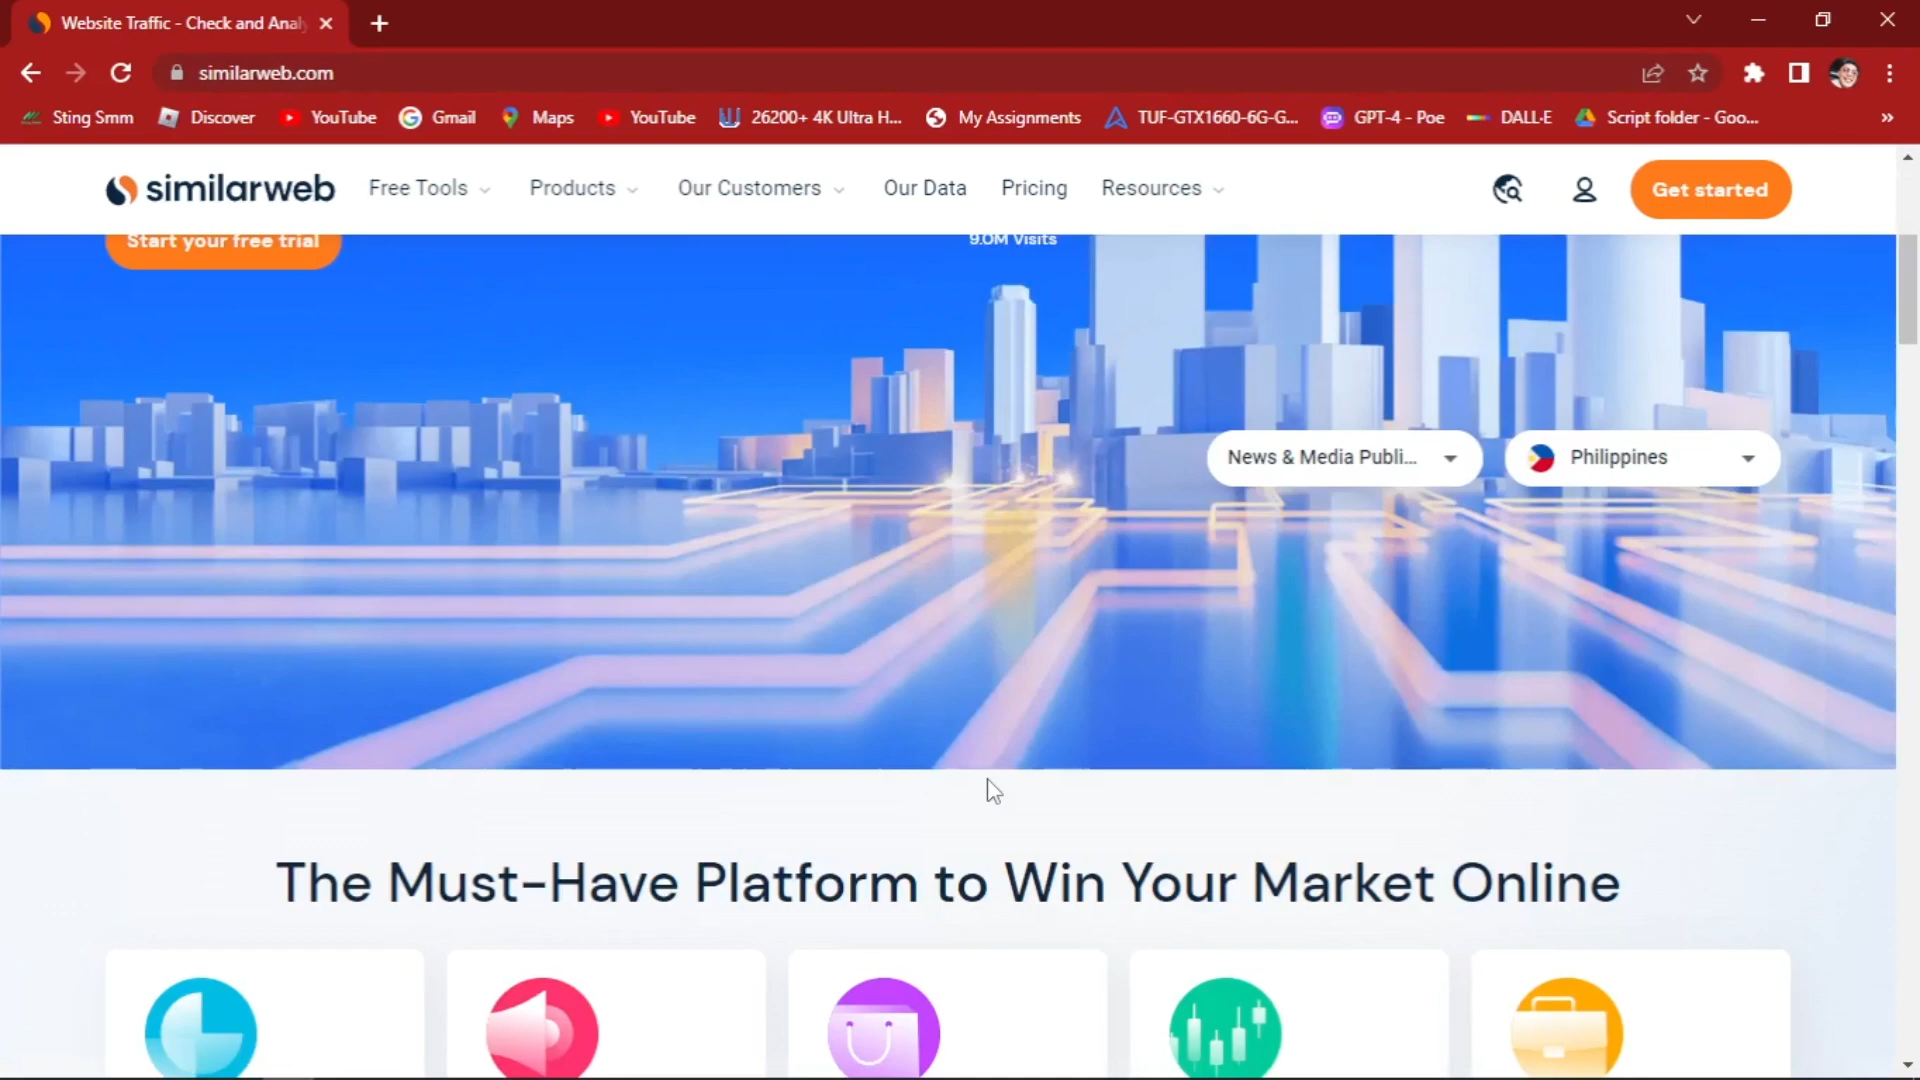 Website Traffic - Check and Anal
similarweb.com
Sting Smm
Discover
YouTube
Gmail
Maps
YouTube
26200+ 4K Ultra H...
My Assignments
TUF-GTX1660-6G-G...
GPT-4 - Poe
DALL·E
Script folder - Goo...
similarweb
Free Tools
Products
Our Customers
Our Data
Pricing
Resources
Get started
Start your free trial
9.0M Visits
News & Media Publi...
Philippines
The Must-Have Platform to Win Your Market Online